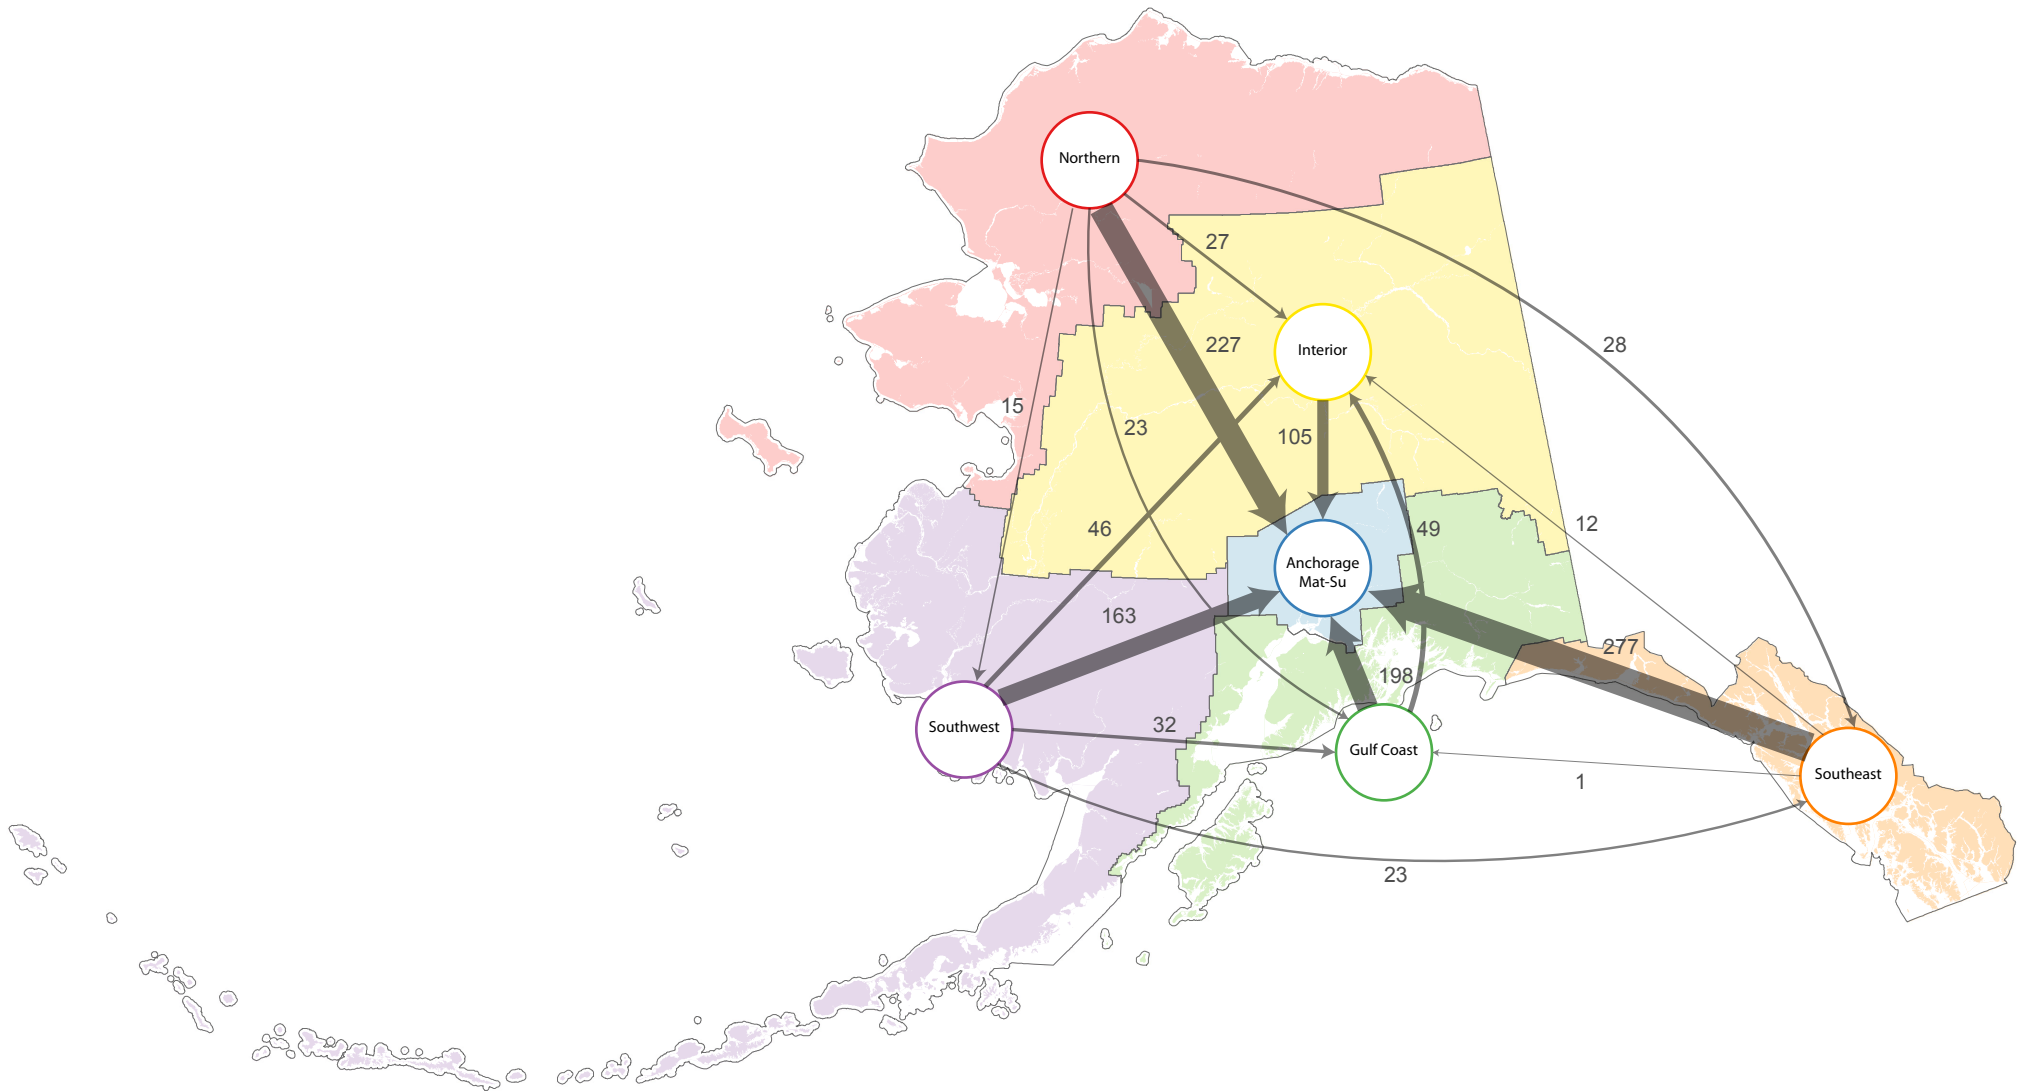 Northern
27
28
227
Interior
15
23
105
12
46
49
Anchorage
Mat-Su
163
277
198
32
Southwest
Gulf Coast
1
Southeast
23